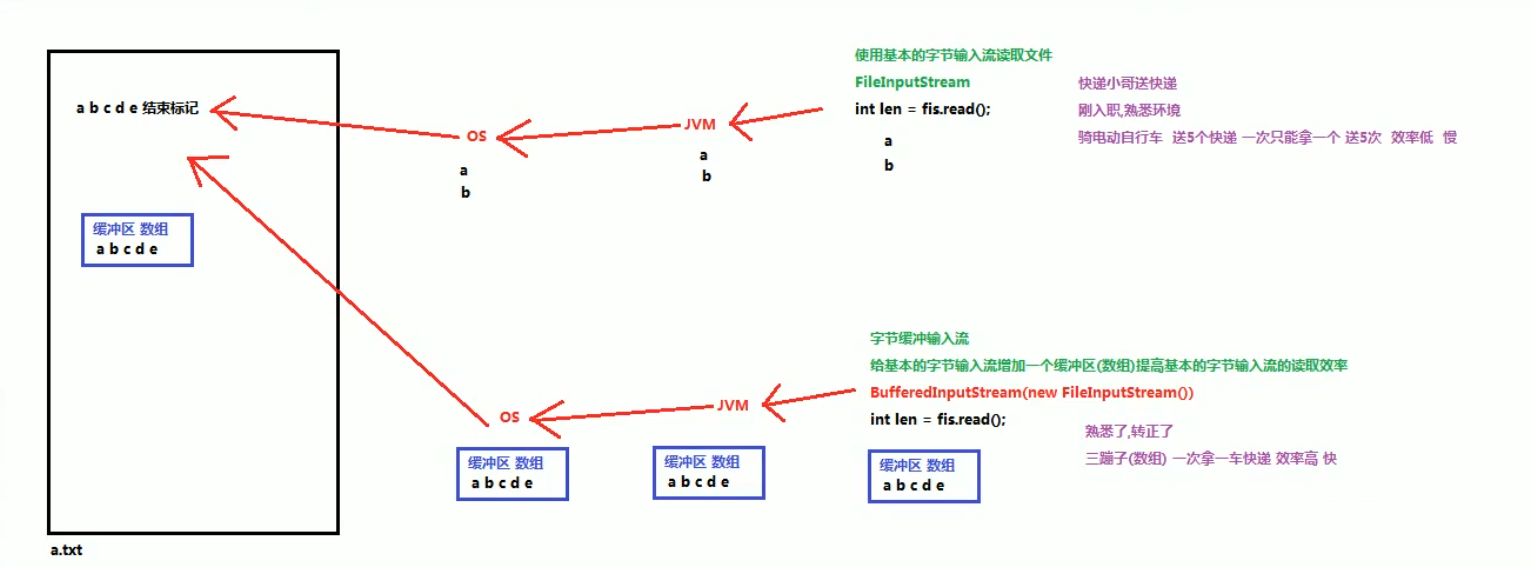 使用基本的字节输入流读取文件
FileInputStream
快递小哥送快递
a b c d e 结束标记
int len = fis.read();
刚入职,熟悉环境
OS
JVM
骑电动自行车 送5个快递 一次只能拿一个 送5次 效率低 慢
a
a
a
b
b
b
缓冲区 数组
a b c d e
字节缓冲输入流
给基本的字节输入流增加一个缓冲区(数组)提高基本的字节输入流的读取效率
BufferedInputStream(new FileInputStream())
OS
JVM
int len = fis.read();
熟悉了,转正了
三蹦子(数组) 一次拿一车快递 效率高 快
缓冲区 数组
a b c d e
缓冲区 数组
a b c d e
缓冲区 数组
a b c d e
a.txt